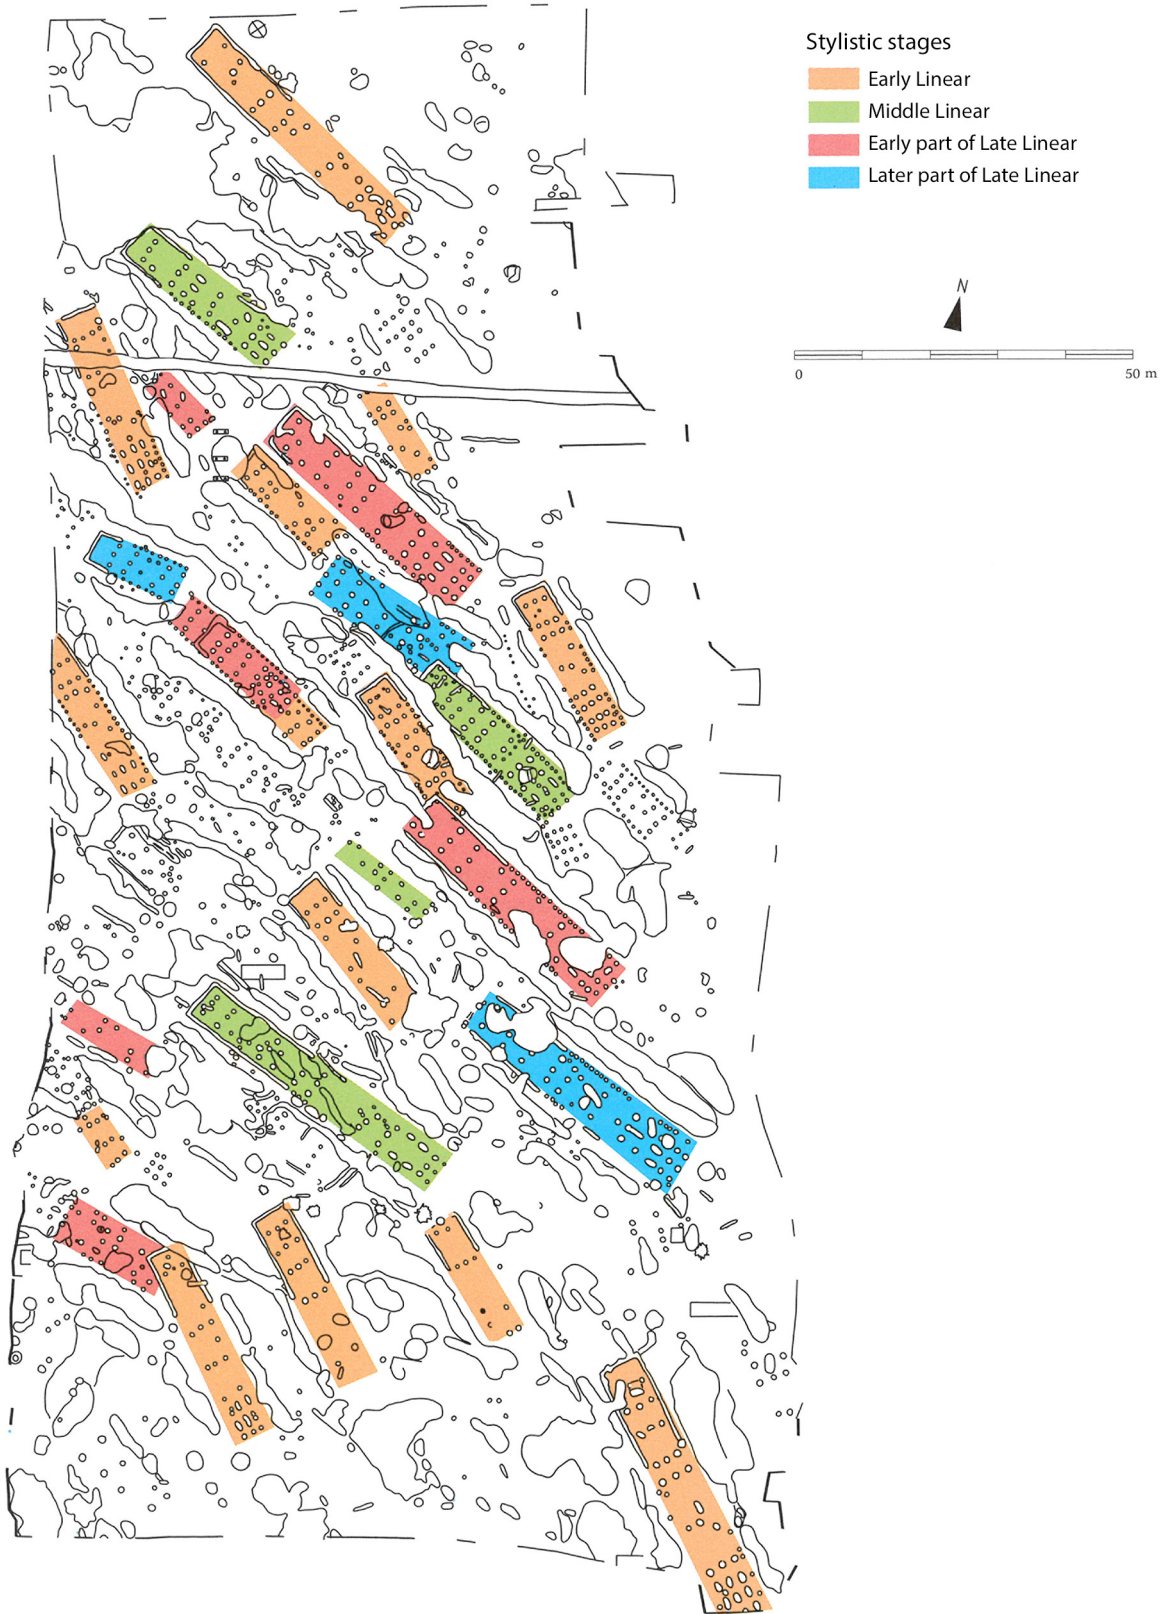 Stylistic stages
Early Linear
Middle Linear
Early part of Late Linear
Later part of Late Linear
N
0 50 m